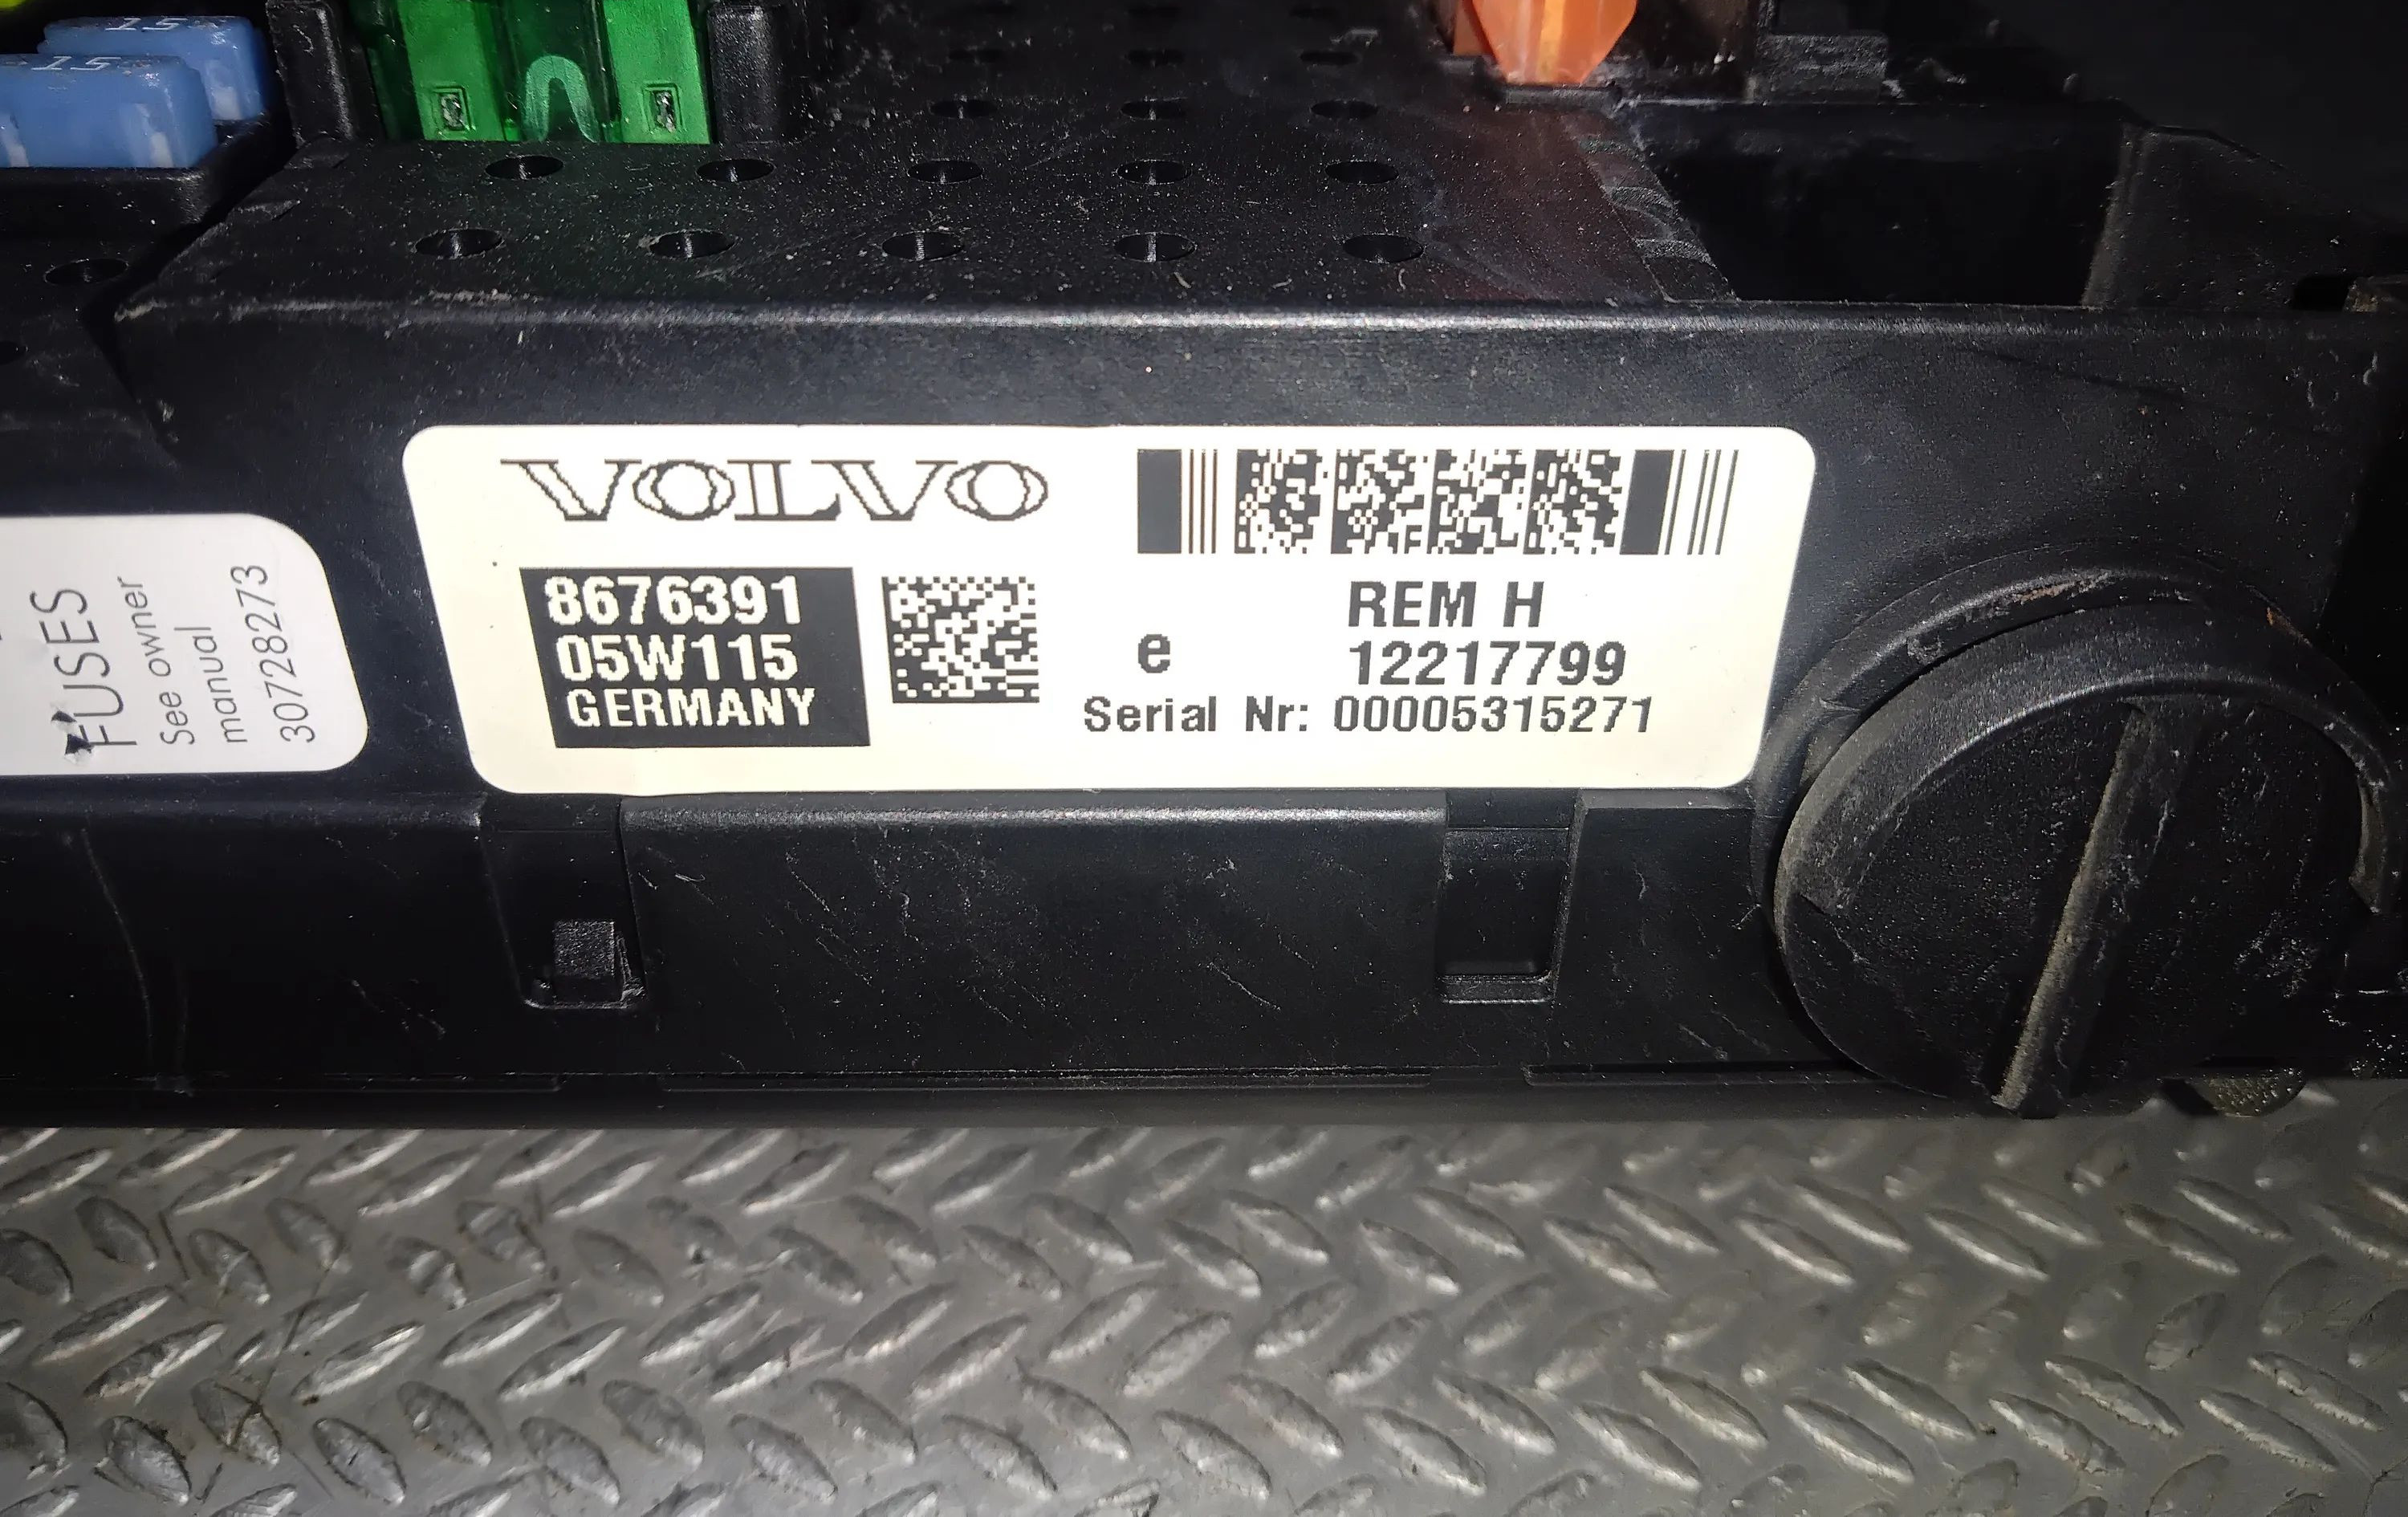 15
15
VOLVO
8676391
05W115
GERMANY
e
REM H
12217799
Serial Nr: 00005315271
FUSES
See owner
manual
30728273